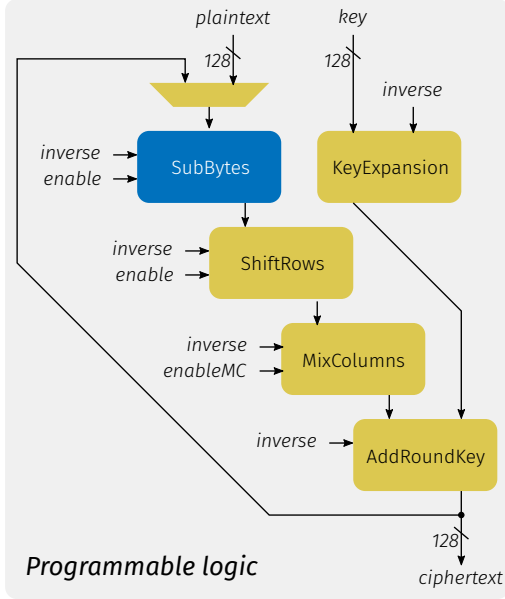 plaintext
key
128
128
inverse
inverse
enable
SubBytes
KeyExpansion
inverse
enable
ShiftRows
inverse
enableMC
MixColumns
inverse
AddRoundKey
128
Programmable logic
ciphertext